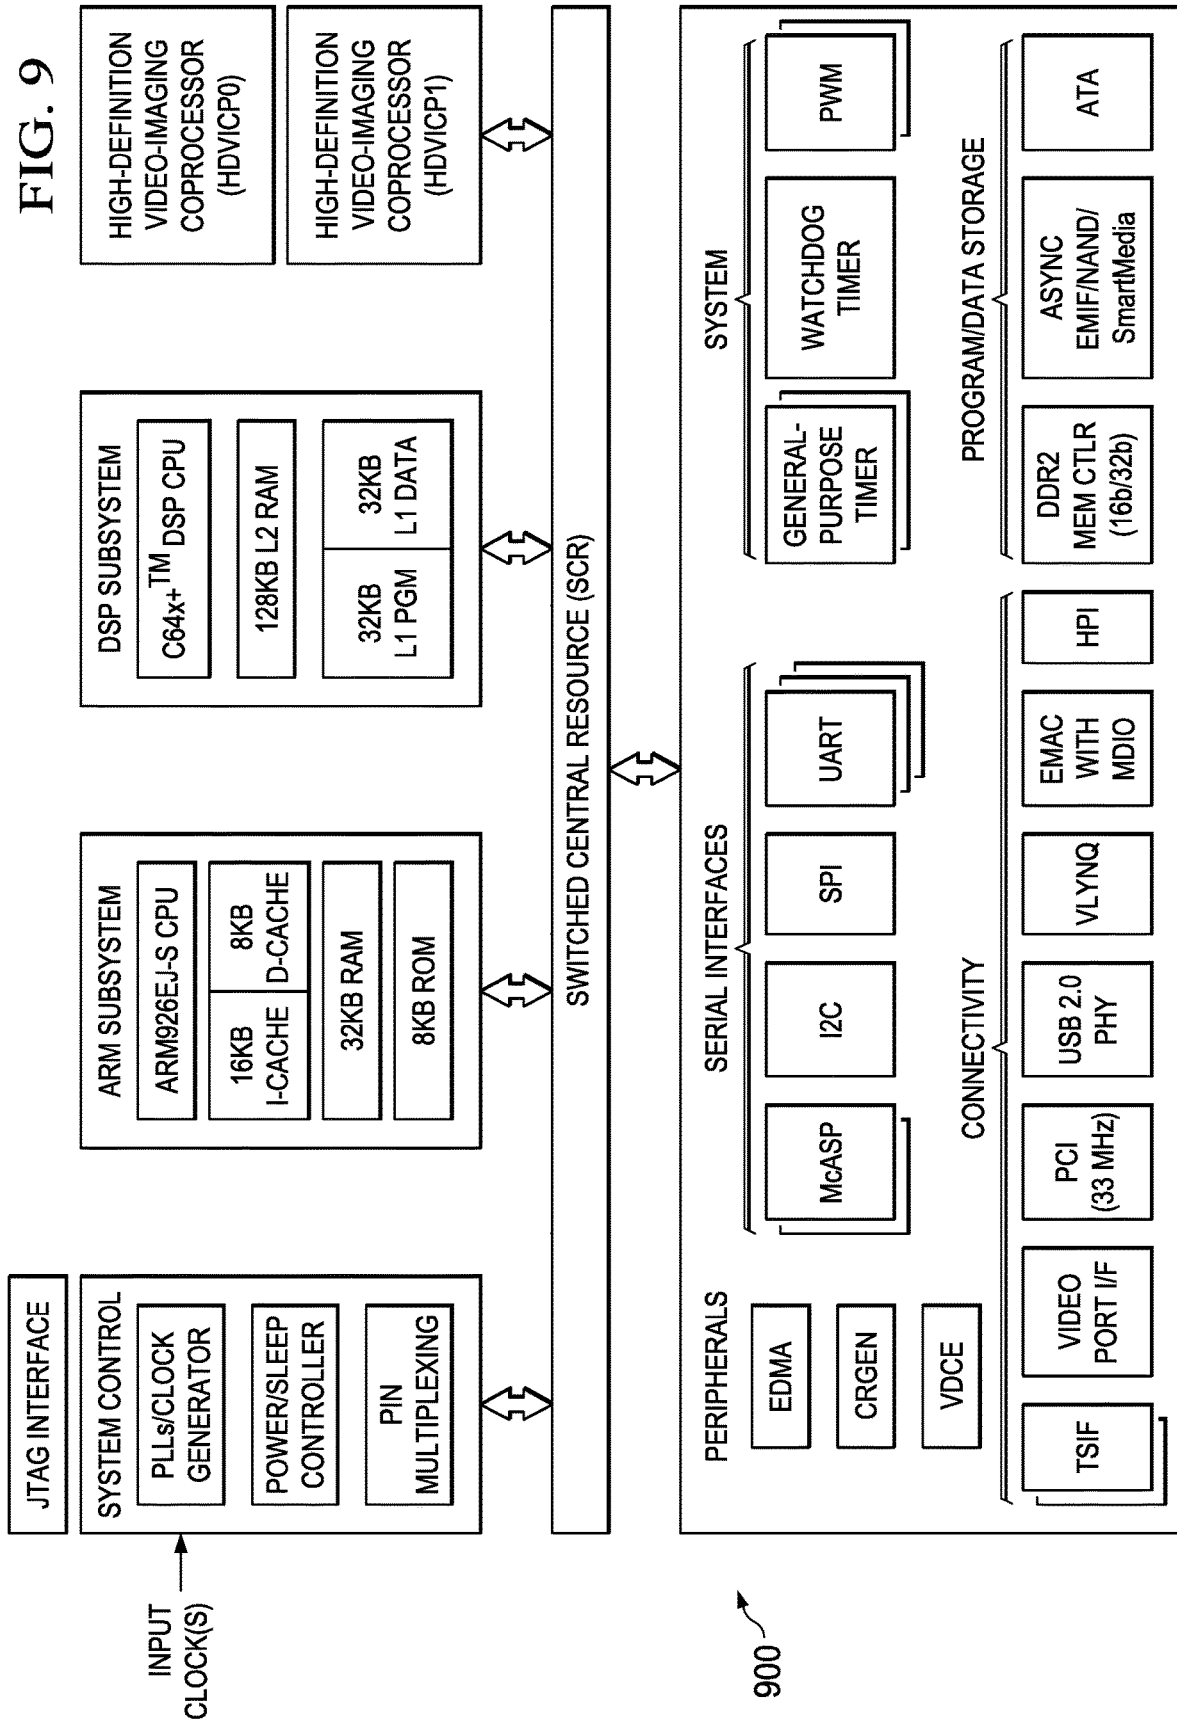 FIG. 9
JTAG INTERFACE
INPUT
CLOCK(S)
SYSTEM CONTROL
PLLs/CLOCK
GENERATOR
POWER/SLEEP
CONTROLLER
PIN
MULTIPLEXING
ARM SUBSYSTEM
ARM926EJ-S CPU
16KB
I-CACHE
8KB
D-CACHE
32KB RAM
8KB ROM
DSP SUBSYSTEM
C64x+™ DSP CPU
128KB L2 RAM
32KB
L1 PGM
32KB
L1 DATA
HIGH-DEFINITION
VIDEO-IMAGING
COPROCESSOR
(HDVICP0)
HIGH-DEFINITION
VIDEO-IMAGING
COPROCESSOR
(HDVICP1)
SWITCHED CENTRAL RESOURCE (SCR)
900
PERIPHERALS
EDMA
CRGEN
VDCE
SERIAL INTERFACES
McASP
I2C
SPI
UART
SYSTEM
GENERAL-
PURPOSE
TIMER
WATCHDOG
TIMER
PWM
CONNECTIVITY
TSIF
VIDEO
PORT I/F
PCI
(33 MHz)
USB 2.0
PHY
VLYNQ
EMAC
WITH
MDIO
HPI
PROGRAM/DATA STORAGE
DDR2
MEM CTLR
(16b/32b)
ASYNC
EMIF/NAND/
SmartMedia
ATA